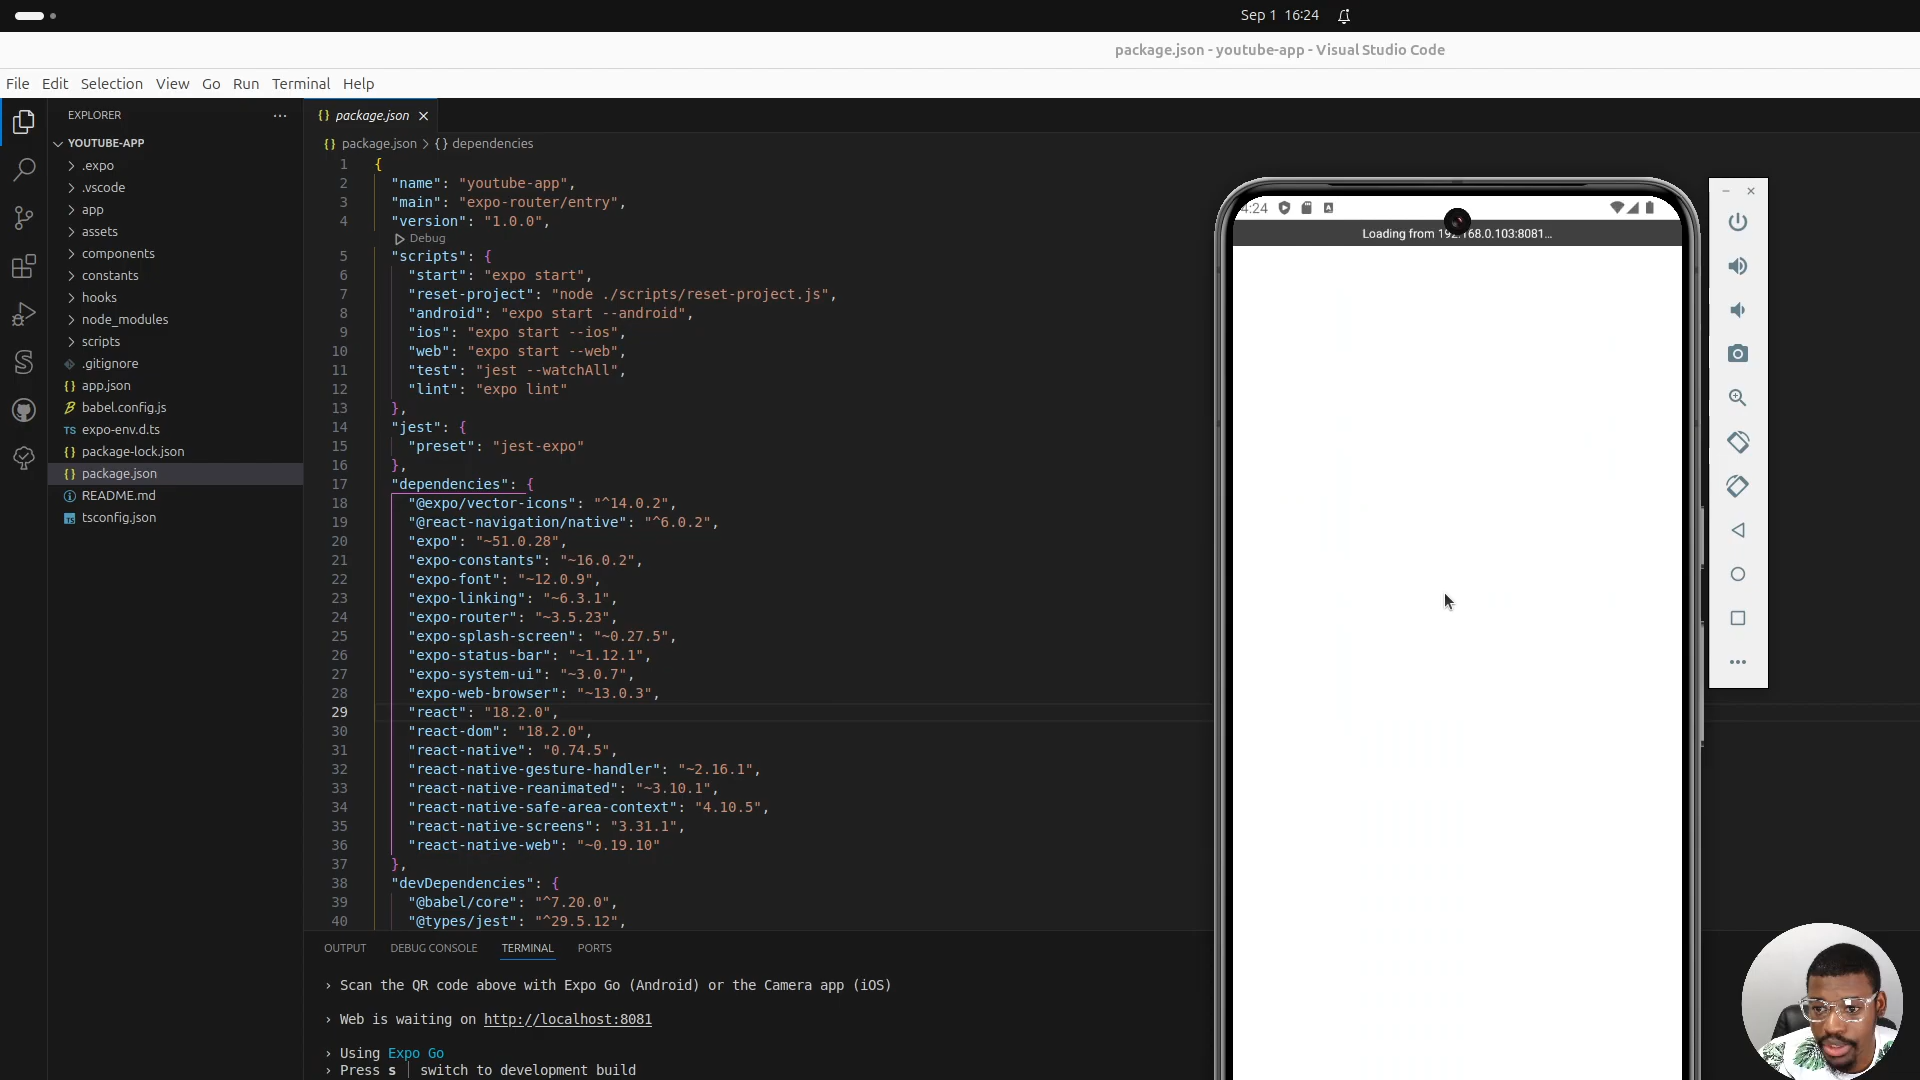 Sep 1 16:24
package.json - youtube-app - Visual Studio Code
File Edit Selection View Go Run Terminal Help
EXPLORER
YOUTUBE-APP
.expo
.vscode
app
assets
components
constants
hooks
node_modules
scripts
.gitignore
app.json
babel.config.js
TS expo-env.d.ts
package-lock.json
package.json
README.md
tsconfig.json
package.json
package.json > {} dependencies
1 {
2 "name": "youtube-app",
3 "main": "expo-router/entry",
4 "version": "1.0.0",
Debug
5 "scripts": {
6 "start": "expo start",
7 "reset-project": "node ./scripts/reset-project.js",
8 "android": "expo start --android",
9 "ios": "expo start --ios",
10 "web": "expo start --web",
11 "test": "jest --watchAll",
12 "lint": "expo lint"
13 },
14 "jest": {
15 "preset": "jest-expo"
16 },
17 "dependencies": {
18 "@expo/vector-icons": "^14.0.2",
19 "@react-navigation/native": "^6.0.2",
20 "expo": "~51.0.28",
21 "expo-constants": "~16.0.2",
22 "expo-font": "~12.0.9",
23 "expo-linking": "~6.3.1",
24 "expo-router": "~3.5.23",
25 "expo-splash-screen": "~0.27.5",
26 "expo-status-bar": "~1.12.1",
27 "expo-system-ui": "~3.0.7",
28 "expo-web-browser": "~13.0.3",
29 "react": "18.2.0",
30 "react-dom": "18.2.0",
31 "react-native": "0.74.5",
32 "react-native-gesture-handler": "~2.16.1",
33 "react-native-reanimated": "~3.10.1",
34 "react-native-safe-area-context": "4.10.5",
35 "react-native-screens": "3.31.1",
36 "react-native-web": "~0.19.10"
37 },
38 "devDependencies": {
39 "@babel/core": "^7.20.0",
40 "@types/jest": "^29.5.12",
OUTPUT DEBUG CONSOLE TERMINAL PORTS
› Scan the QR code above with Expo Go (Android) or the Camera app (iOS)
› Web is waiting on http://localhost:8081
› Using Expo Go
› Press s │ switch to development build
4:24
Loading from 192.168.0.103:8081...